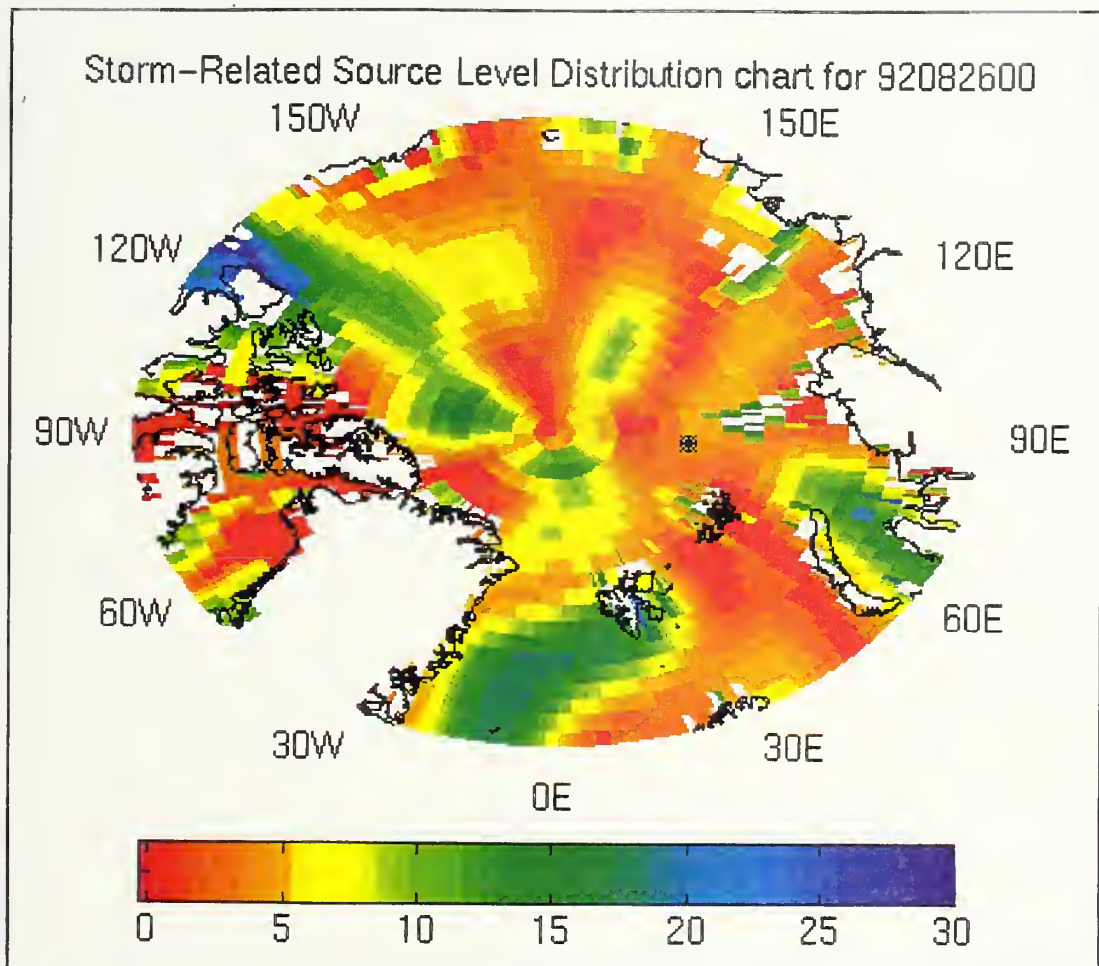 Storm-Related Source Level Distribution chart for 92082600
150W 150E
120W 120E
90W 90E
60W 60E
30W 30E
0E
0 5 10 15 20 25 30